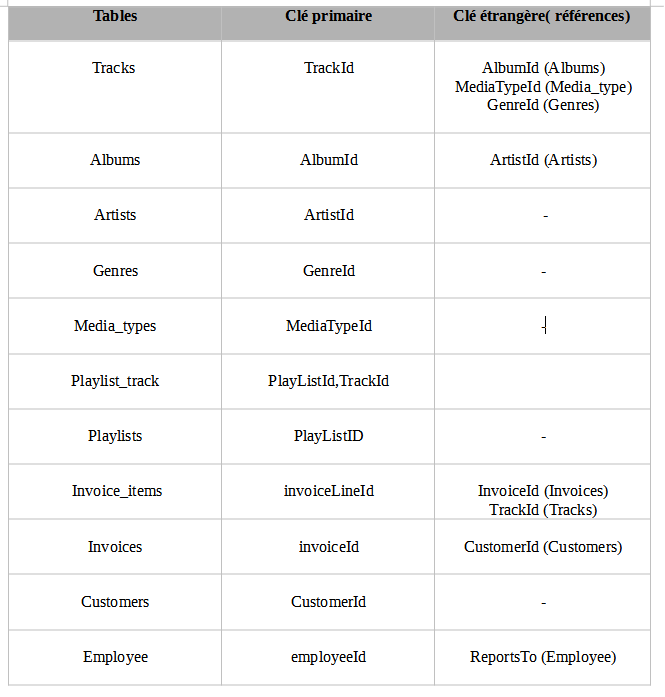 Tables Clé primaire Clé étrangère( références)
Tracks TrackId AlbumId (Albums)
MediaTypeId (Media_type)
GenreId (Genres)
Albums AlbumId ArtistId (Artists)
Artists ArtistId -
Genres GenreId -
Media_types MediaTypeId -
Playlist_track PlayListId,TrackId
Playlists PlayListID -
Invoice_items invoiceLineId InvoiceId (Invoices)
TrackId (Tracks)
Invoices invoiceId CustomerId (Customers)
Customers CustomerId -
Employee employeeId ReportsTo (Employee)